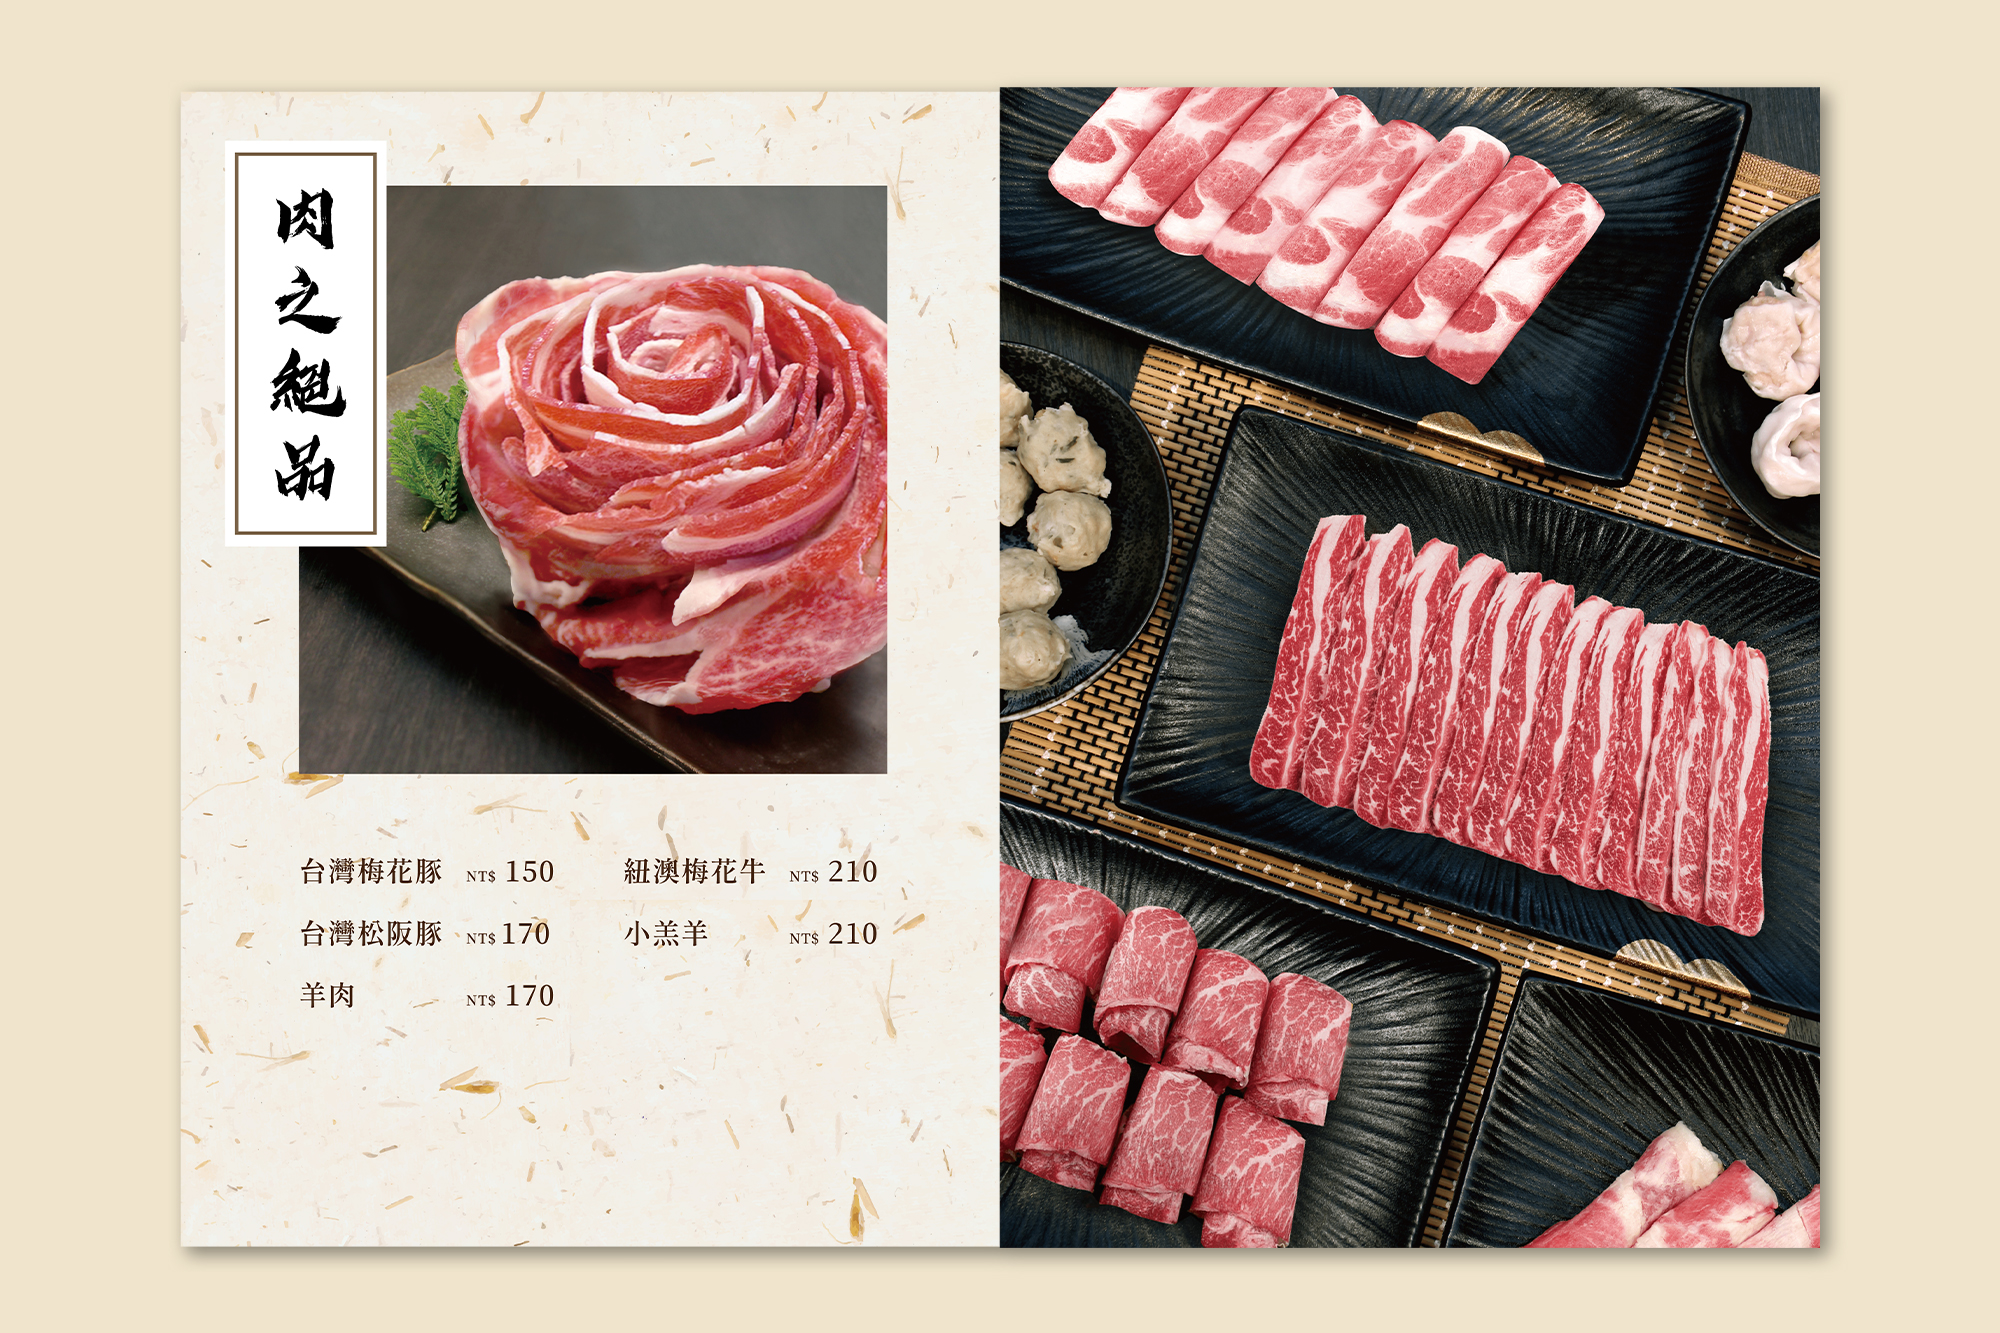 肉之絕品
台灣梅花豚 NT$ 150
台灣松阪豚 NT$ 170
羊肉 NT$ 170
紐澳梅花牛 NT$ 210
小羔羊 NT$ 210